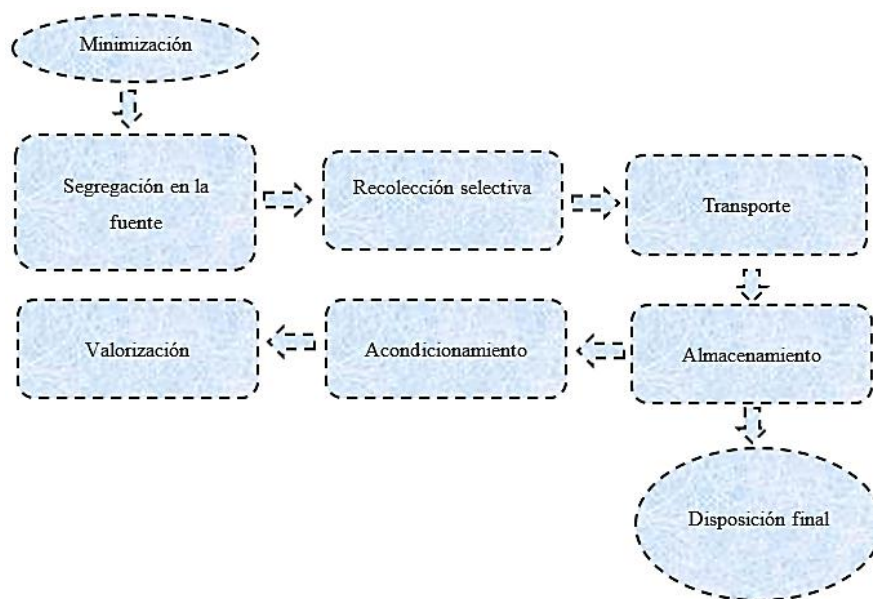 Minimización
Segregación en la
fuente
Recolección selectiva
Transporte
Valorización
Acondicionamiento
Almacenamiento
Disposición final